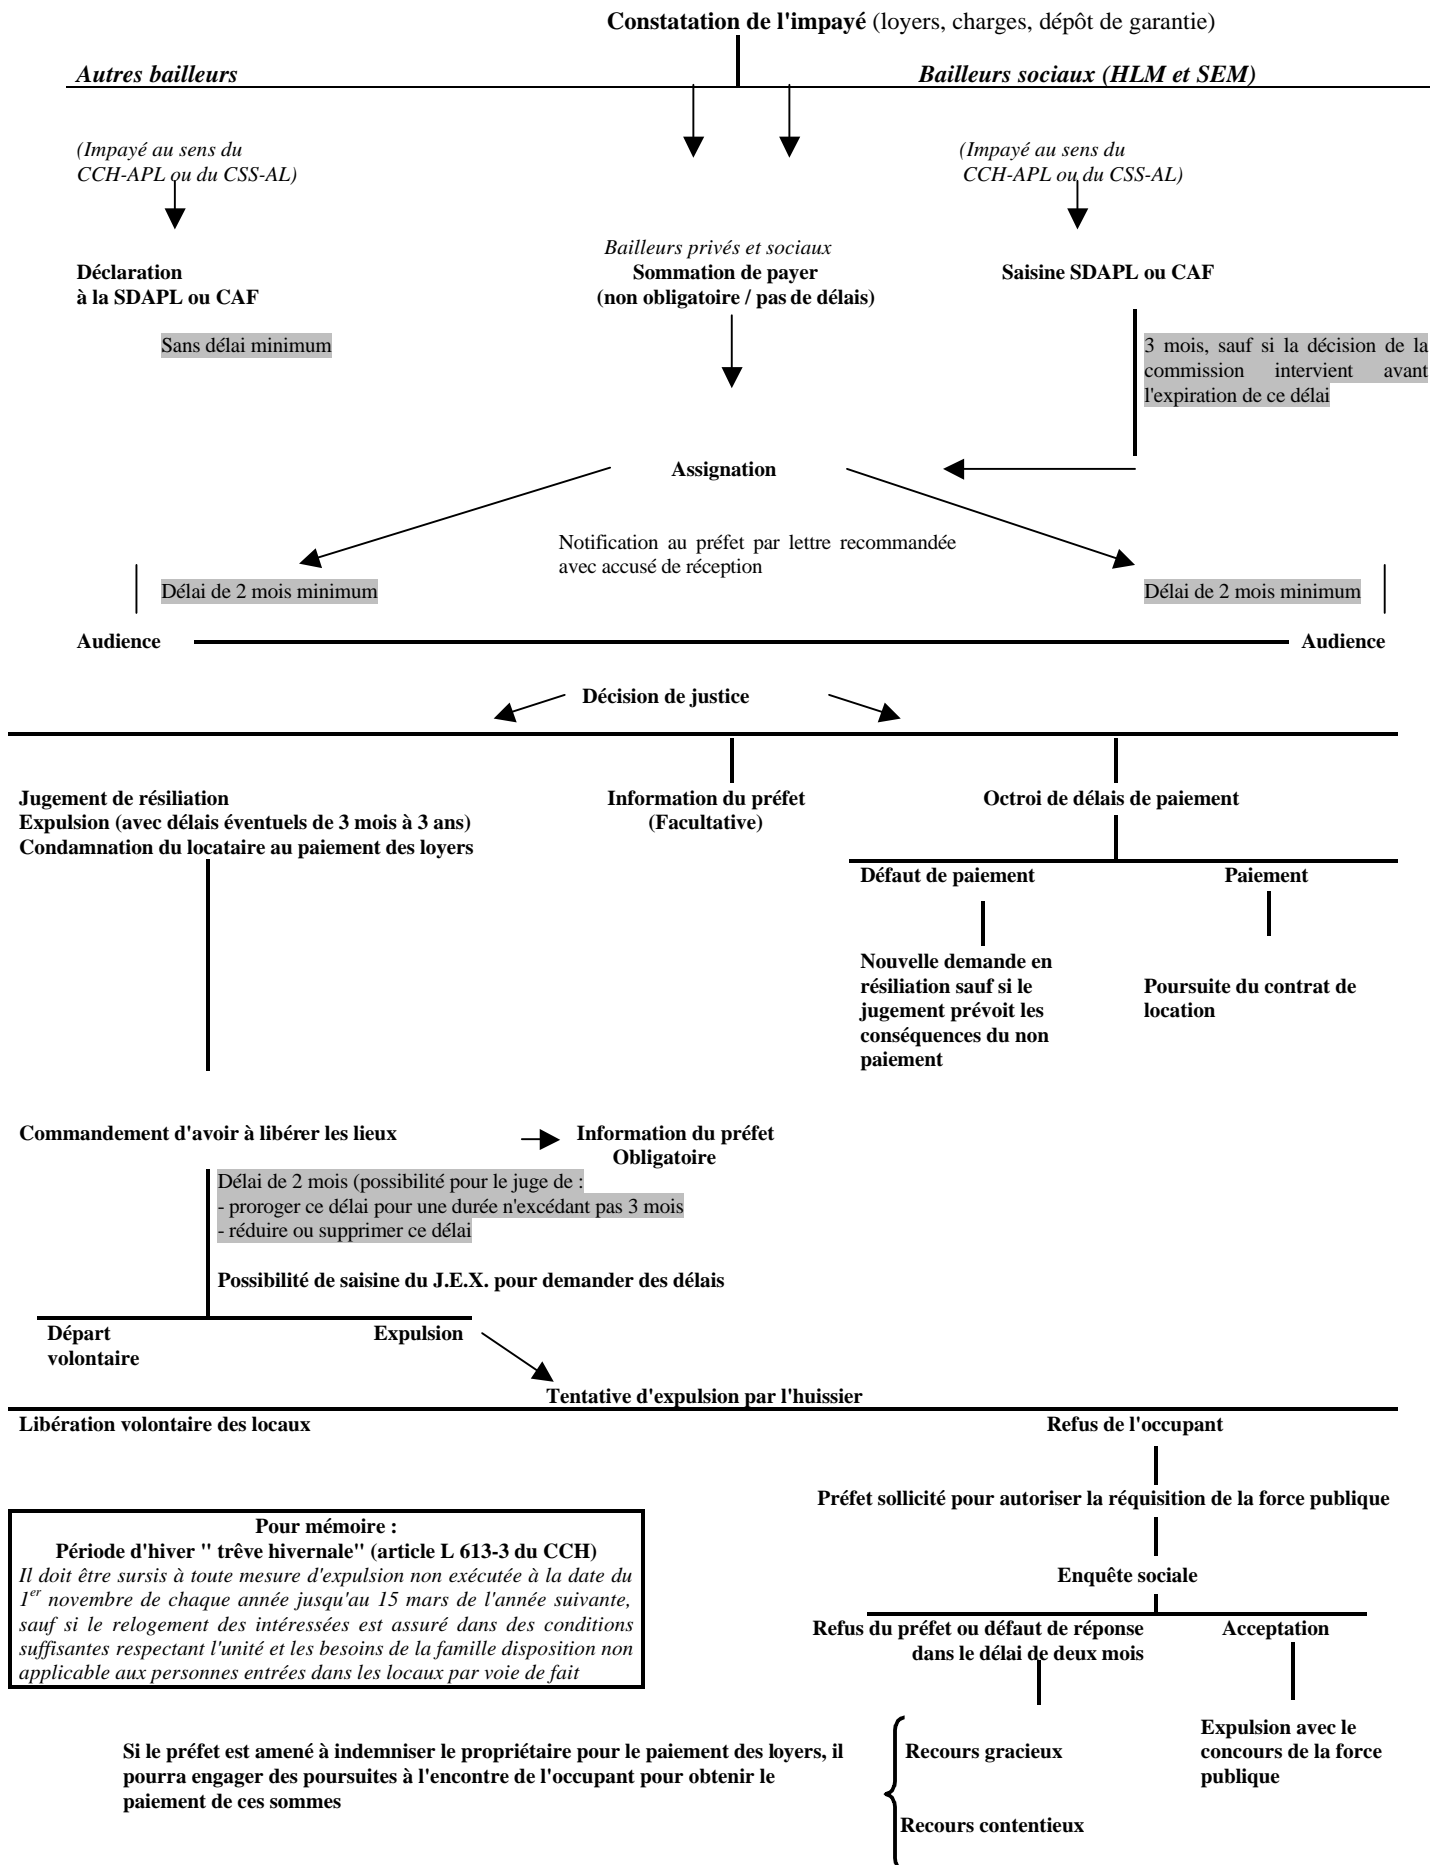 Constatation de l'impayé (loyers, charges, dépôt de garantie)
Autres bailleurs
Bailleurs sociaux (HLM et SEM)
(Impayé au sens du
CCH-APL ou du CSS-AL)
(Impayé au sens du
CCH-APL ou du CSS-AL)
Bailleurs privés et sociaux
Déclaration
à la SDAPL ou CAF
Sommation de payer
(non obligatoire / pas de délais)
Saisine SDAPL ou CAF
Sans délai minimum
3 mois, sauf si la décision de la
commission intervient avant
l'expiration de ce délai
Assignation
Notification au préfet par lettre recommandée
avec accusé de réception
Délai de 2 mois minimum
Délai de 2 mois minimum
Audience
Audience
Décision de justice
Jugement de résiliation
Expulsion (avec délais éventuels de 3 mois à 3 ans)
Condamnation du locataire au paiement des loyers
Information du préfet
(Facultative)
Octroi de délais de paiement
Défaut de paiement
Paiement
Nouvelle demande en
résiliation sauf si le
jugement prévoit les
conséquences du non
paiement
Poursuite du contrat de
location
Commandement d'avoir à libérer les lieux
Information du préfet
Obligatoire
Délai de 2 mois (possibilité pour le juge de :
- proroger ce délai pour une durée n'excédant pas 3 mois
- réduire ou supprimer ce délai
Possibilité de saisine du J.E.X. pour demander des délais
Départ
volontaire
Expulsion
Tentative d'expulsion par l'huissier
Libération volontaire des locaux
Refus de l'occupant
Préfet sollicité pour autoriser la réquisition de la force publique
Pour mémoire :
Période d'hiver " trêve hivernale" (article L 613-3 du CCH)
Il doit être sursis à toute mesure d'expulsion non exécutée à la date du
1er novembre de chaque année jusqu'au 15 mars de l'année suivante,
sauf si le relogement des intéressées est assuré dans des conditions
suffisantes respectant l'unité et les besoins de la famille disposition non
applicable aux personnes entrées dans les locaux par voie de fait
Enquête sociale
Refus du préfet ou défaut de réponse
dans le délai de deux mois
Acceptation
Si le préfet est amené à indemniser le propriétaire pour le paiement des loyers, il
pourra engager des poursuites à l'encontre de l'occupant pour obtenir le
paiement de ces sommes
Recours gracieux
Recours contentieux
Expulsion avec le
concours de la force
publique